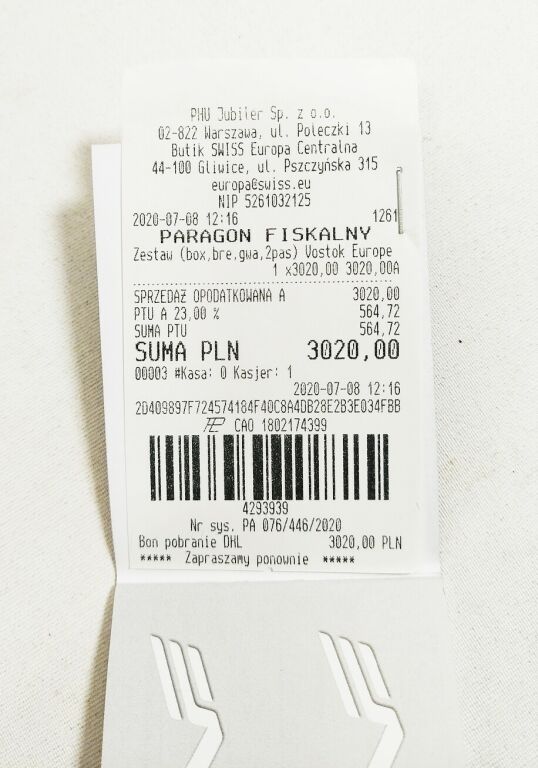 PHU Jubiler Sp. z o.o.
02-822 Warszawa, ul. Poleczki 13
Butik SWISS Europa Centralna
44-100 Gliwice, ul. Pszczyńska 315
europa@swiss.eu
NIP 5261032125
2020-07-08 12:16 1261
PARAGON FISKALNY
Zestaw (box,bre,gwa,2pas) Vostok Europe
1 x3020,00 3020,00A
SPRZEDAŻ OPODATKOWANA A 3020,00
PTU A 23,00 % 564,72
SUMA PTU 564,72
SUMA PLN 3020,00
00003 #Kasa: 0 Kasjer: 1
2020-07-08 12:16
2D409897F724574184F40C8A4DB28E2B3E034FBB
CAO 1802174399
4293939
Nr sys. PA 076/446/2020
Bon pobranie DHL 3020,00 PLN
***** Zapraszamy ponownie *****